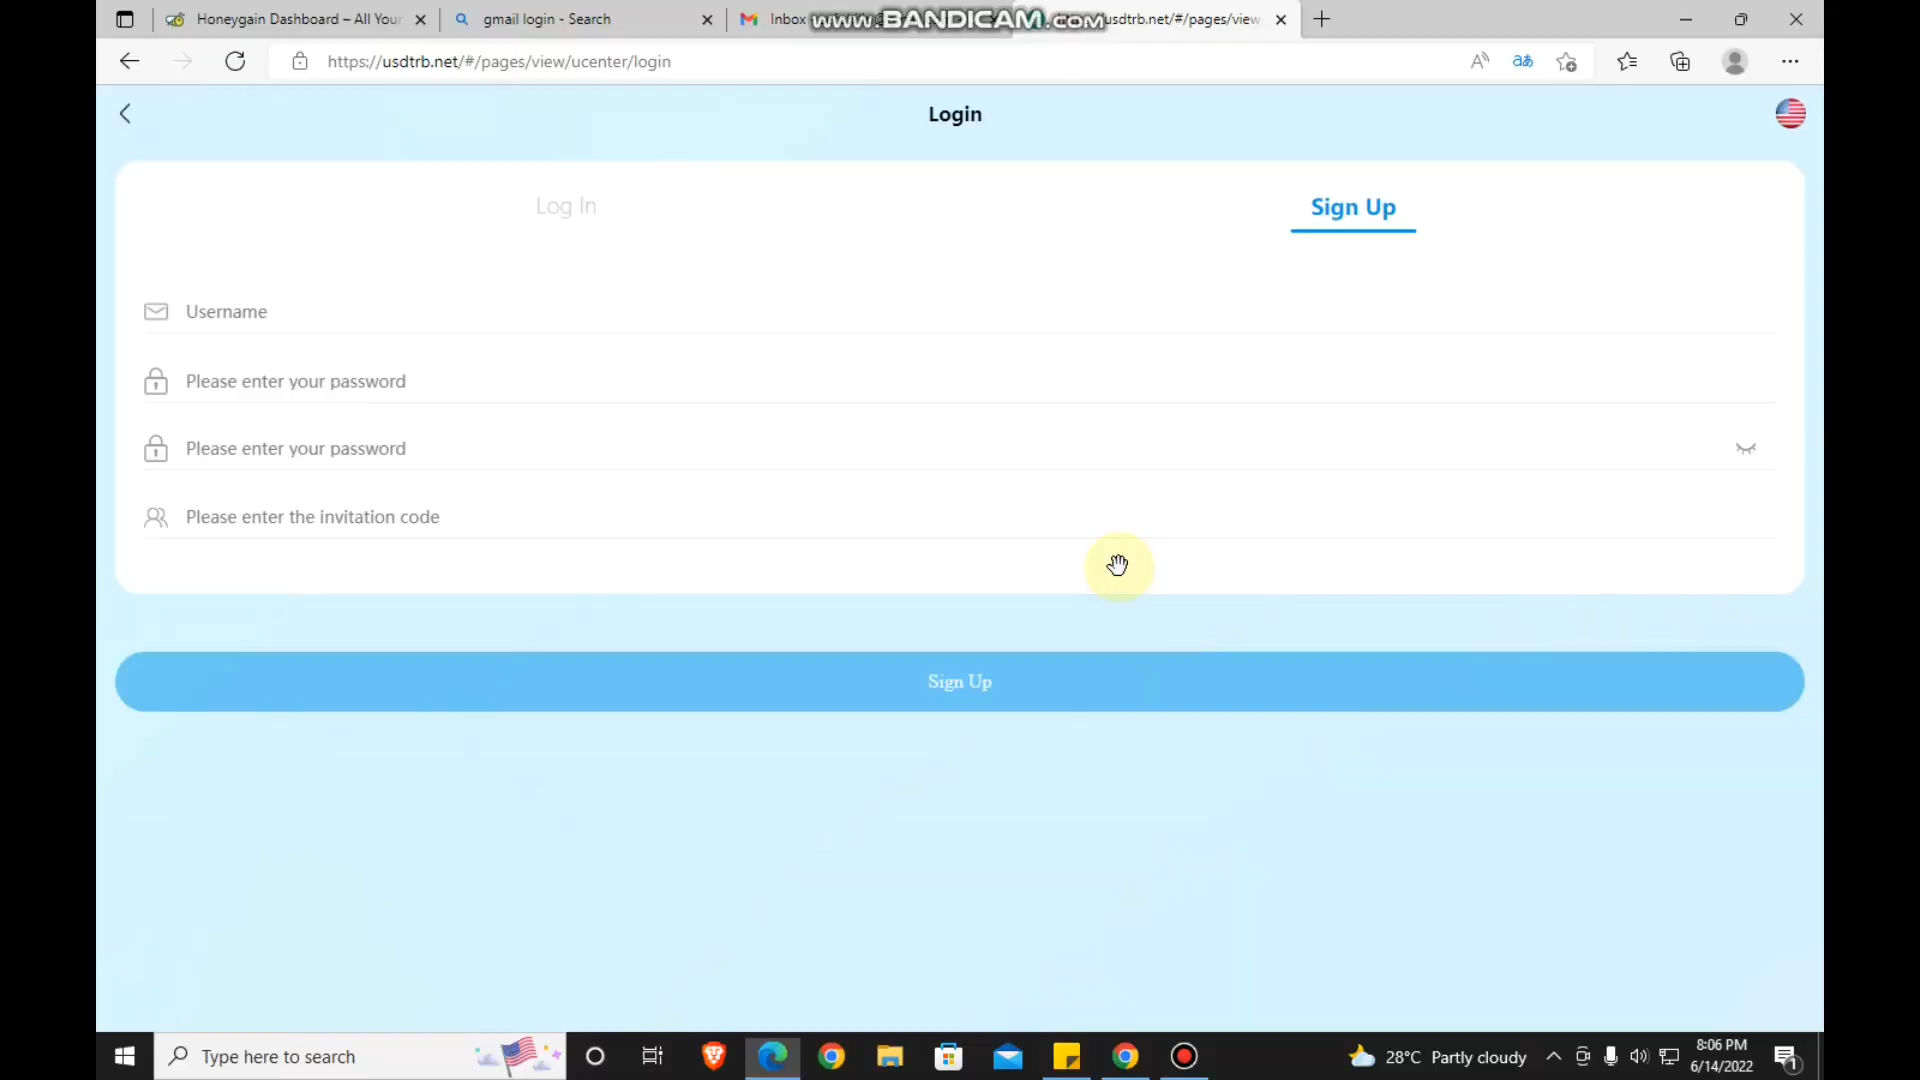 Honeygain Dashboard – All Your
gmail login - Search
Inbox
www.BANDICAM.com
usdtrb.net/#/pages/view
https://usdtrb.net/#/pages/view/ucenter/login
Login
Log In
Sign Up
Username
Please enter your password
Please enter your password
Please enter the invitation code
Sign Up
Type here to search
28°C Partly cloudy
8:06 PM
6/14/2022
1